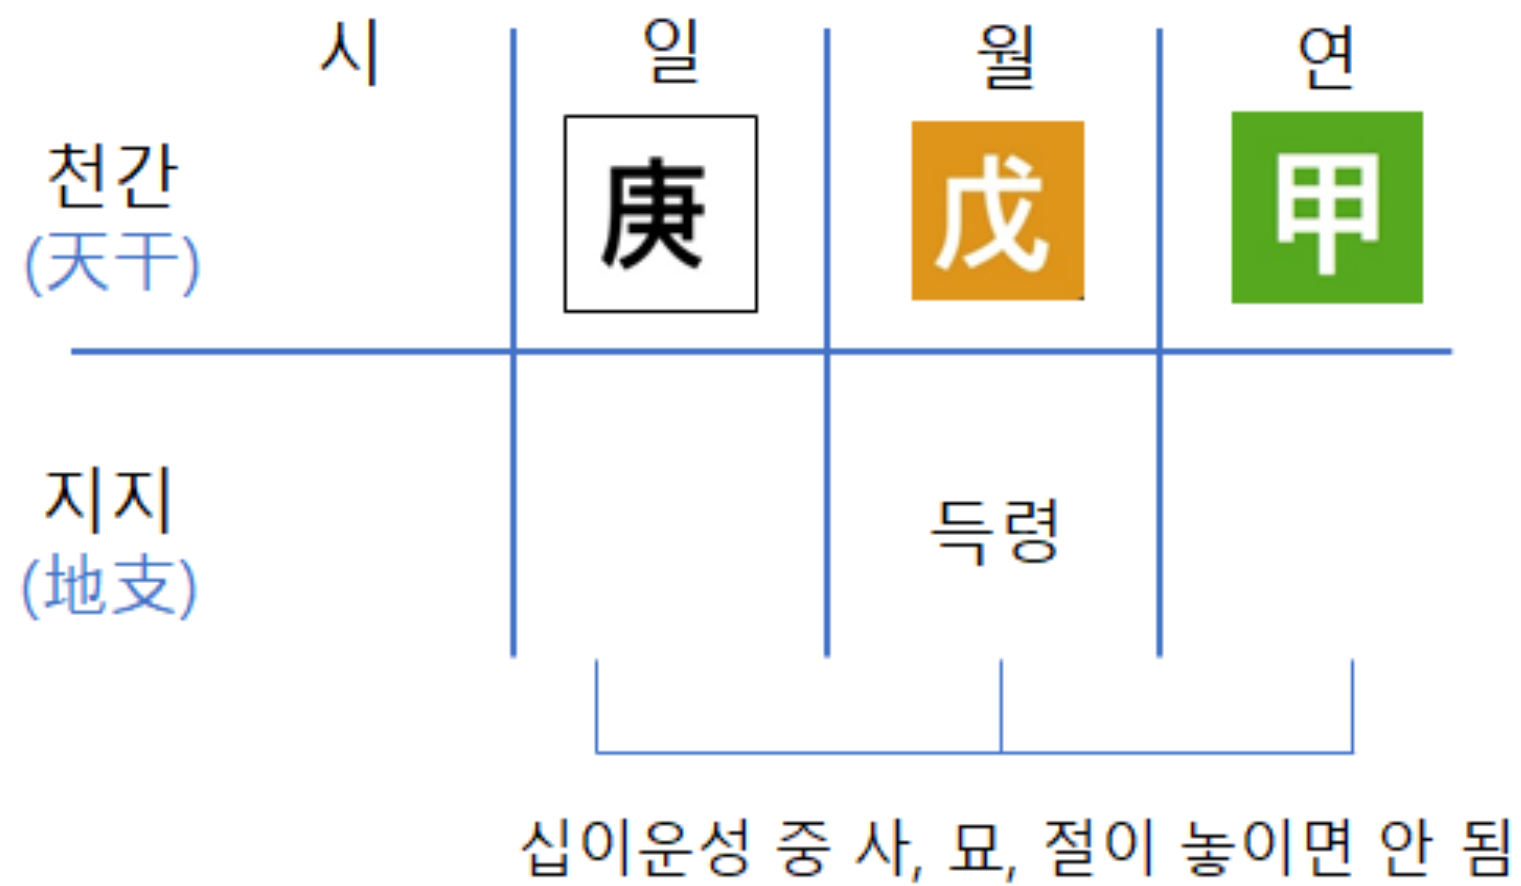 시 일 월 연
천간 庚 戊 甲
(天干)
지지 득령
(地支)
십이운성 중 사, 묘, 절이 놓이면 안 됨